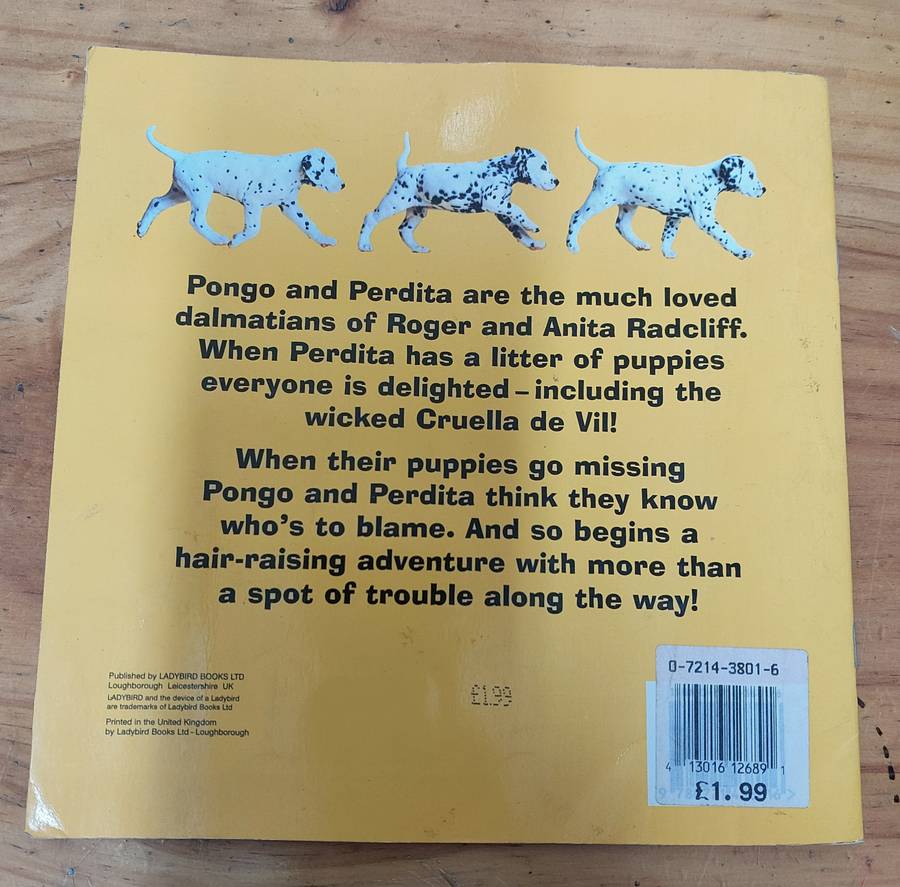 Pongo and Perdita are the much loved
dalmatians of Roger and Anita Radcliff.
When Perdita has a litter of puppies
everyone is delighted – including the
wicked Cruella de Vil!
When their puppies go missing
Pongo and Perdita think they know
who's to blame. And so begins a
hair-raising adventure with more than
a spot of trouble along the way!
Published by LADYBIRD BOOKS LTD
Loughborough Leicestershire UK
LADYBIRD and the device of a Ladybird
are trademarks of Ladybird Books Ltd
Printed in the United Kingdom
by Ladybird Books Ltd – Loughborough
£1.99
0-7214-3801-6
4 13016 12689 1
£1.99